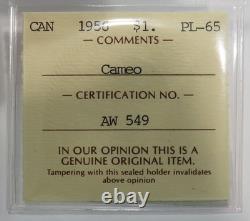 CAN 1956 $1. PL-65
— COMMENTS —
Cameo
— CERTIFICATION NO. —
AW 549
IN OUR OPINION THIS IS A
GENUINE ORIGINAL ITEM.
Tampering with this sealed holder invalidates
above opinion